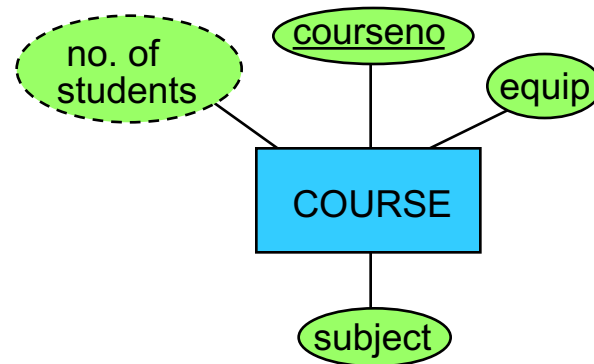 courseno
no. of
students
equip
COURSE
subject